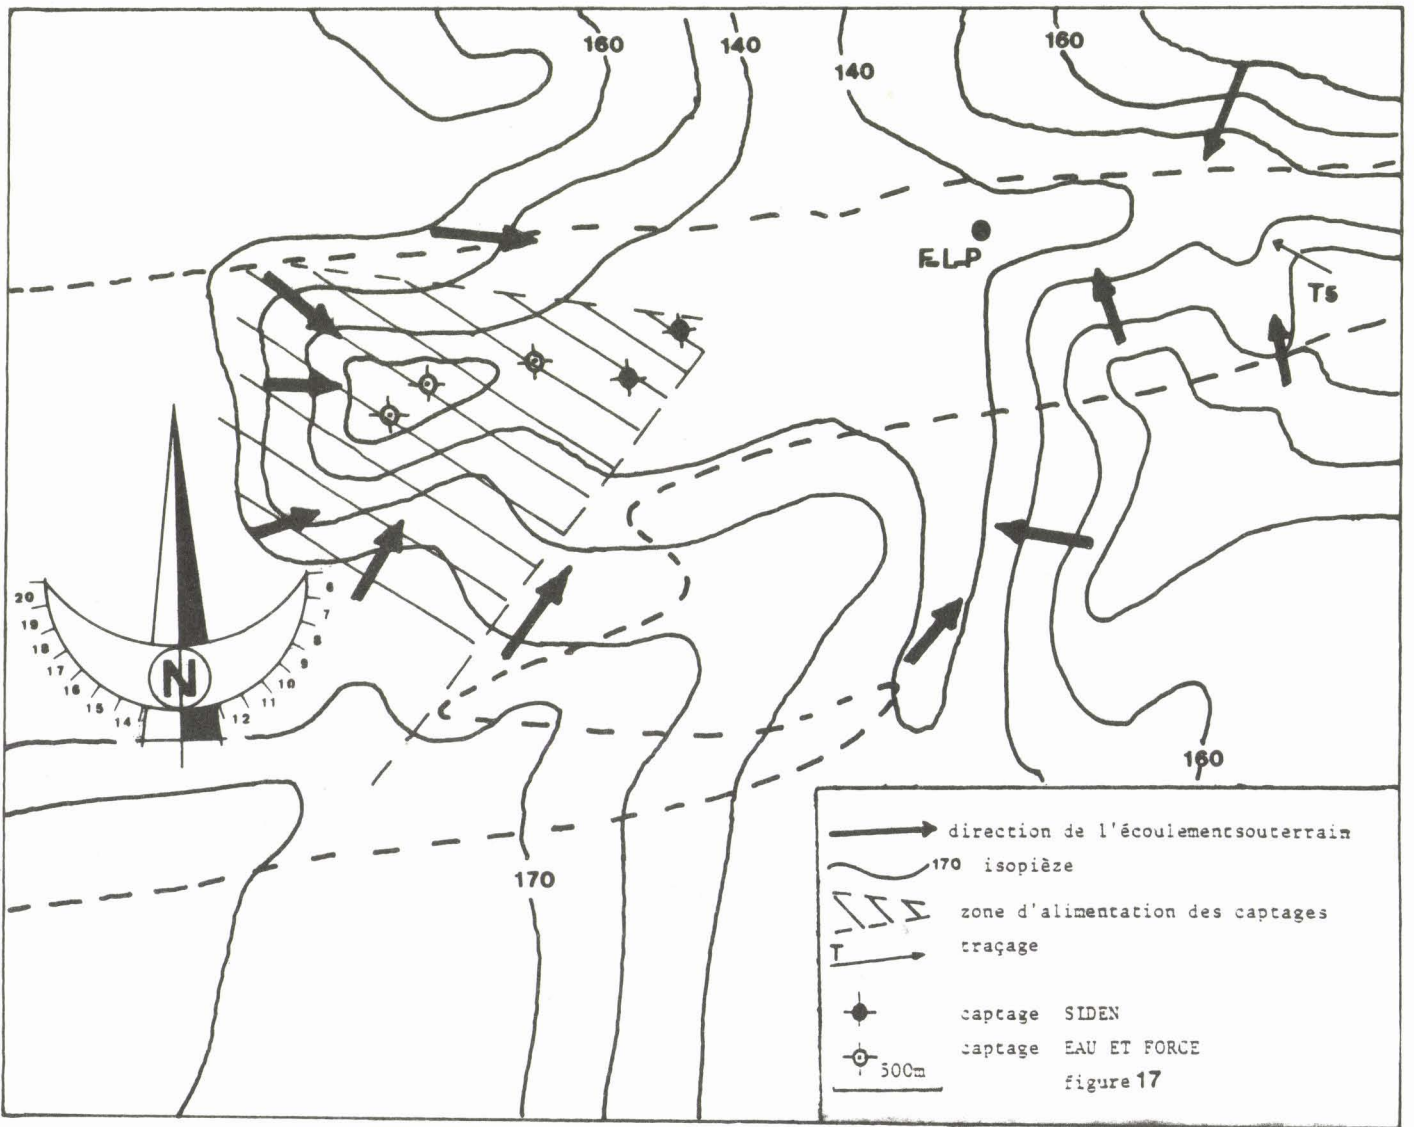 160
140
140
160
F-L-P
T5
20
19
18
17
16
15
14
N
12
11
10
9
8
7
6
160
170
direction de l'écoulementsouterrain
170 isopièze
zone d'alimentation des captages
T traçage
captage SIDEN
captage EAU ET FORCE
500m
figure 17